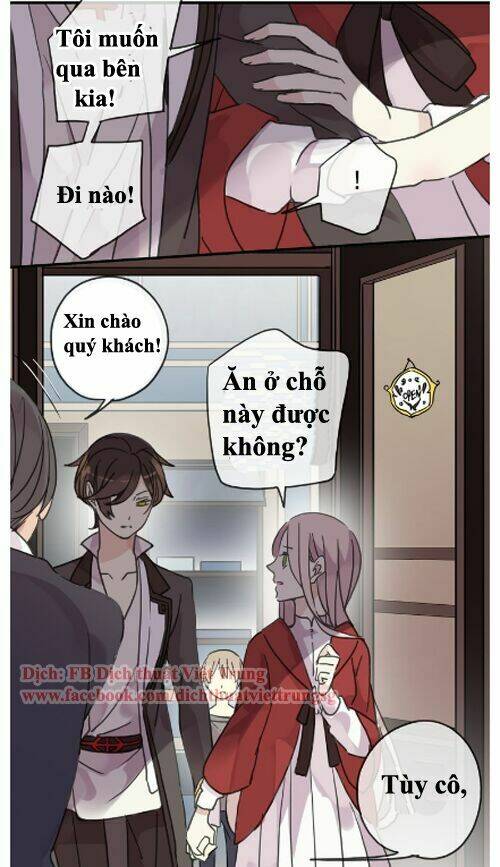 Tôi muốn
qua bên
kia!
Đi nào!
!
Xin chào
quý khách!
Ăn ở chỗ
này được
không?
OPEN
Dịch: FB Dịch thuật Việt Trung
www.facebook.com/dichthuatviettrungsg
Tùy cô,